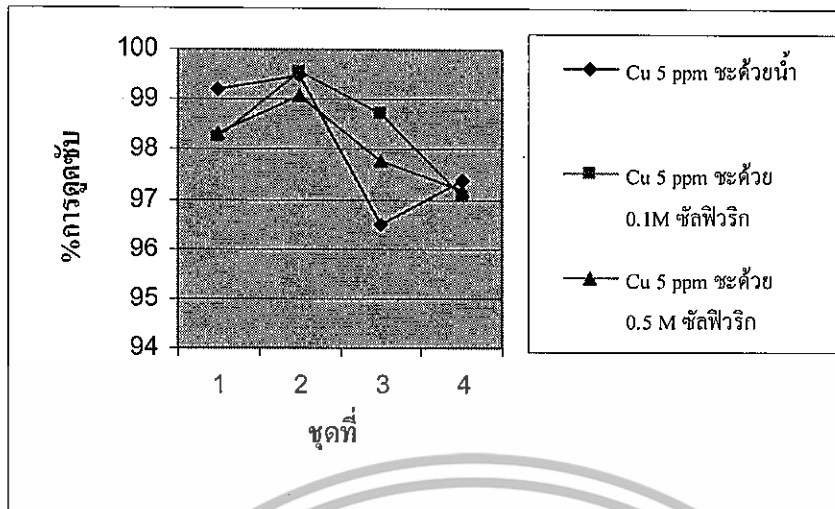 100
99
98
97
96
95
94
%การดูดซับ
1 2 3 4
ชุดที่
Cu 5 ppm ชะด้วยน้ำ
Cu 5 ppm ชะด้วย
0.1M ซัลฟิวริก
Cu 5 ppm ชะด้วย
0.5 M ซัลฟิวริก